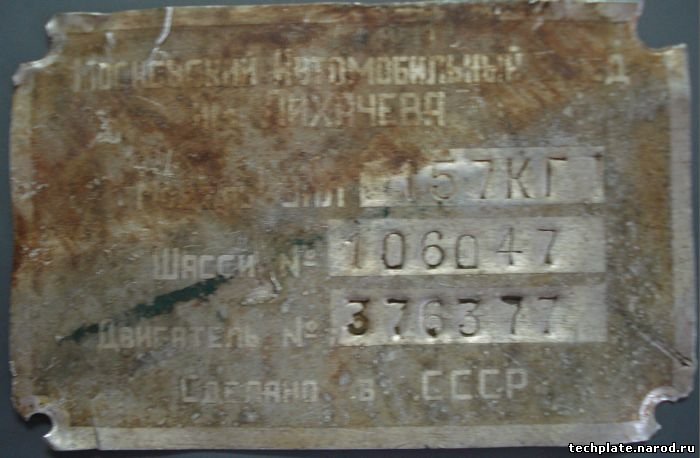 Московский Автомобильный
Лихачева
157КГ
Шасси № 106047
Двигатель № 376377
Сделано в СССР
techplate.narod.ru